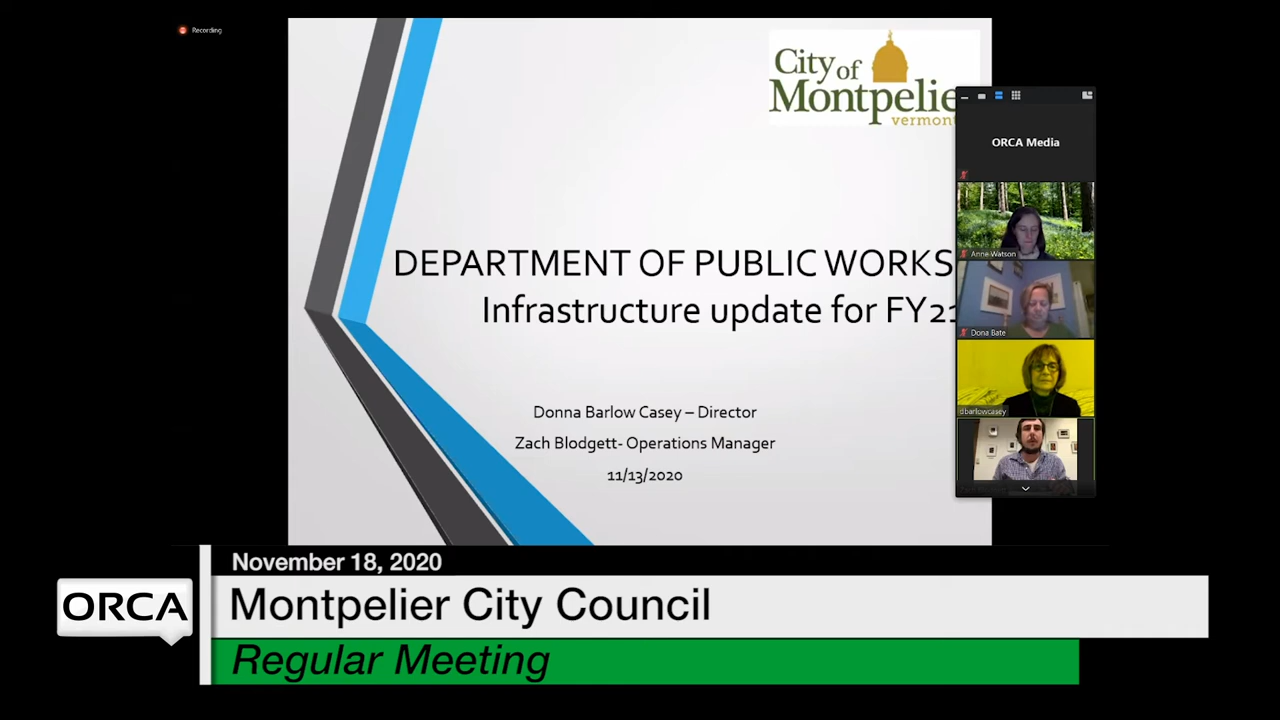 Recording
City of
Montpelie
vermont
ORCA Media
Anne Watson
Dona Bate
dbarlowcasey
DEPARTMENT OF PUBLIC WORKS
Infrastructure update for FY21
Donna Barlow Casey – Director
Zach Blodgett- Operations Manager
11/13/2020
November 18, 2020
ORCA
Montpelier City Council
Regular Meeting